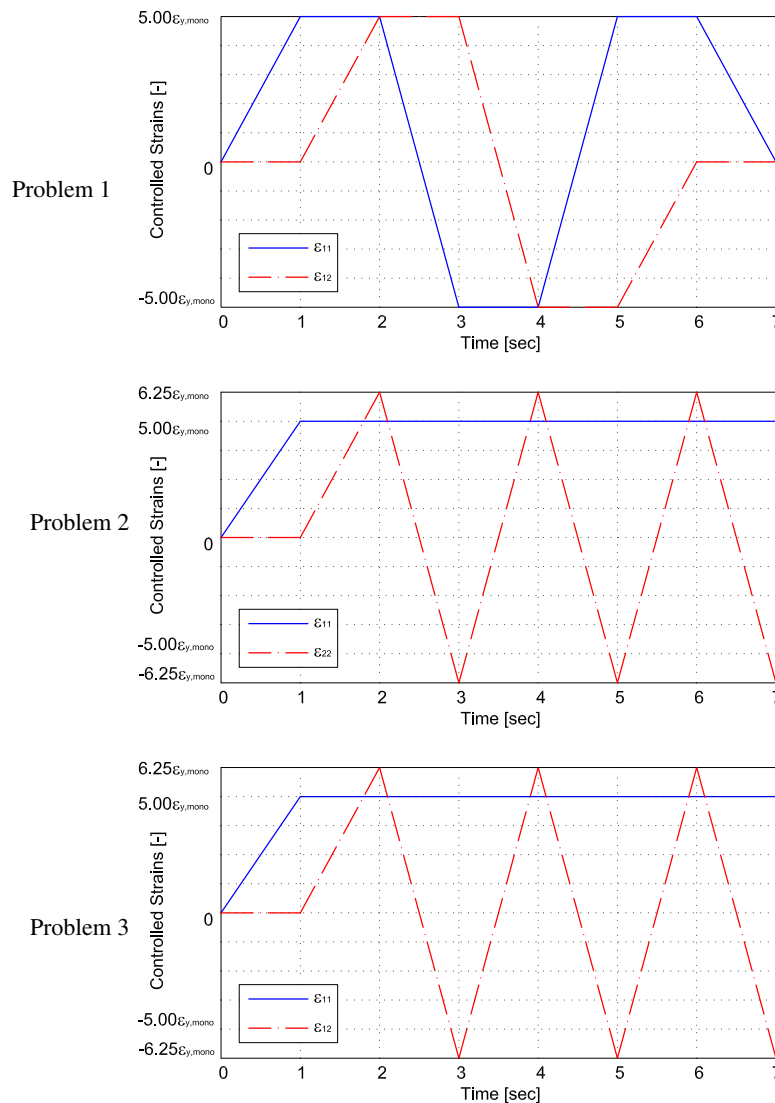 Problem 1
Controlled Strains [-]
5.00εy,mono
0
-5.00εy,mono
ε11
ε12
0 1 2 3 4 5 6 7
Time [sec]
Problem 2
Controlled Strains [-]
6.25εy,mono
5.00εy,mono
0
-5.00εy,mono
-6.25εy,mono
ε11
ε22
0 1 2 3 4 5 6 7
Time [sec]
Problem 3
Controlled Strains [-]
6.25εy,mono
5.00εy,mono
0
-5.00εy,mono
-6.25εy,mono
ε11
ε12
0 1 2 3 4 5 6 7
Time [sec]